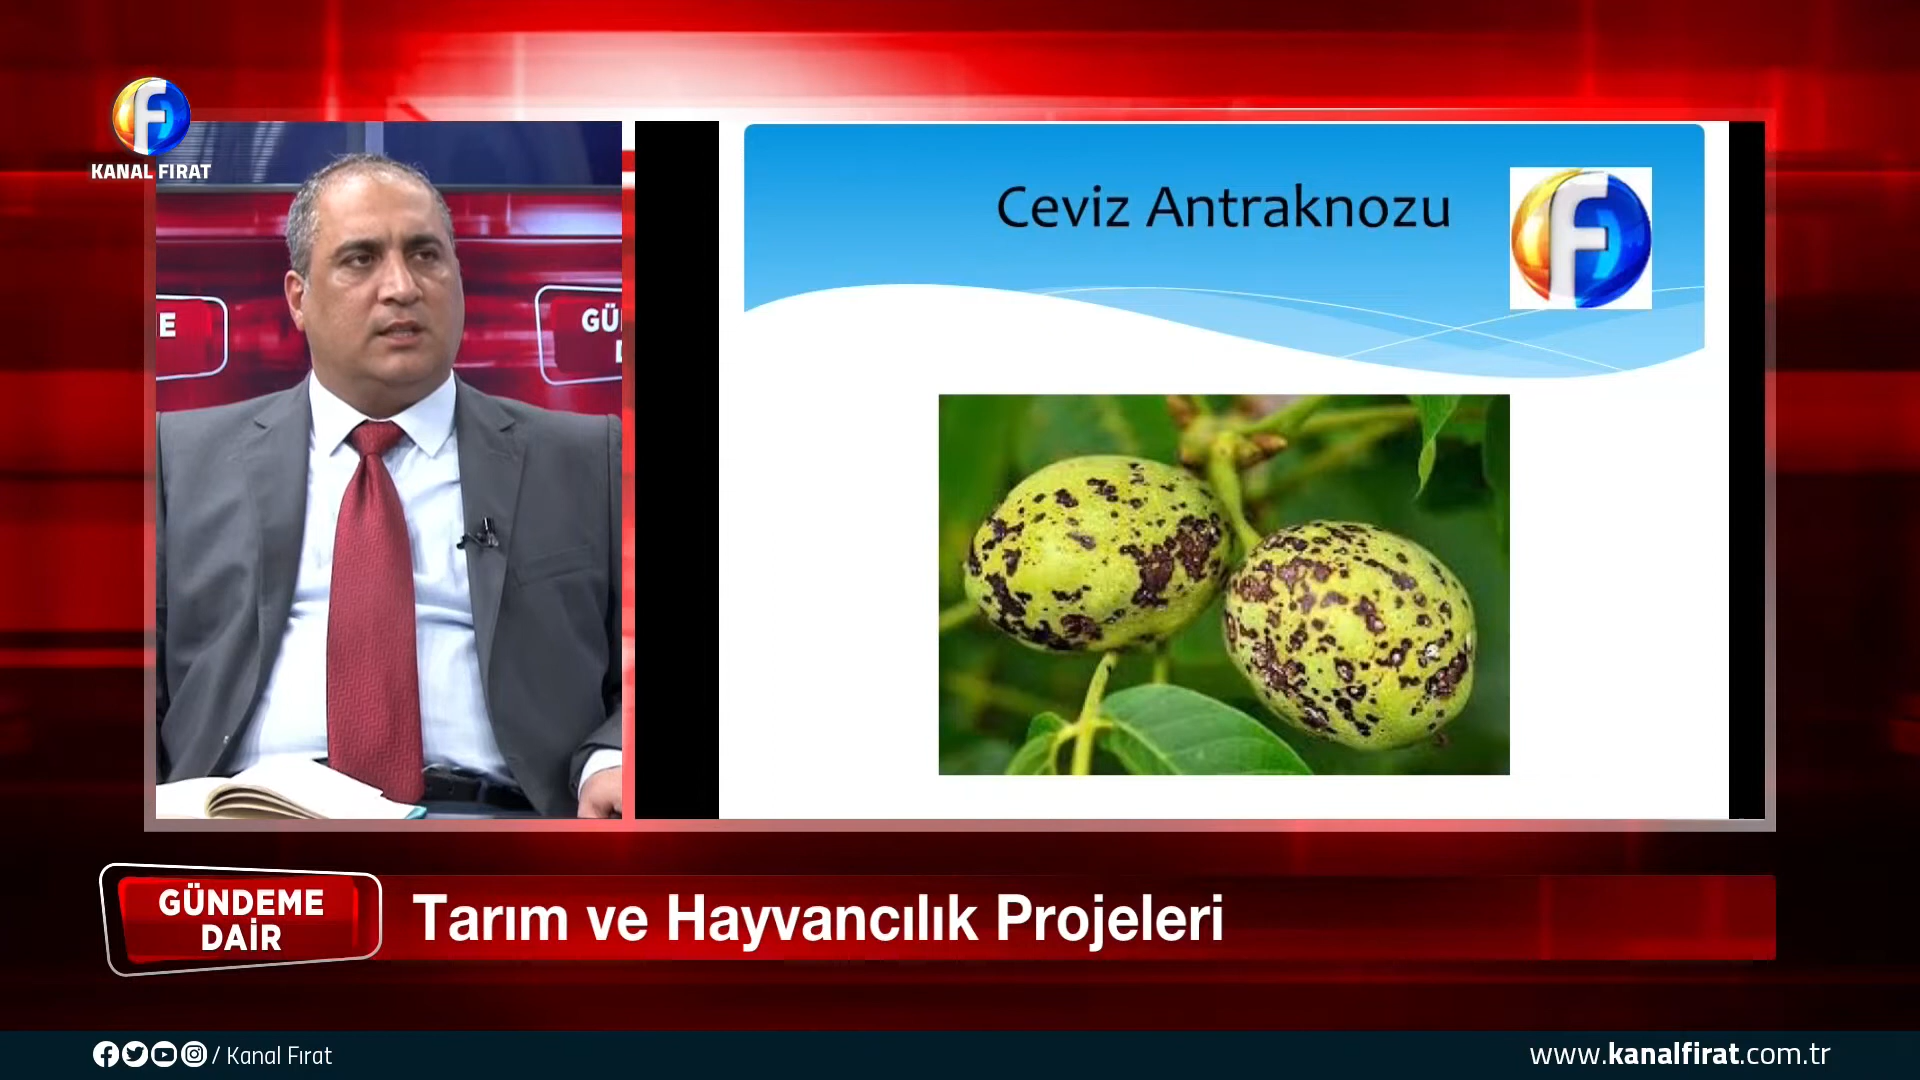 KANAL FIRAT
Ceviz Antraknozu
GÜNDEME
DAİR
Tarım ve Hayvancılık Projeleri
/ Kanal Fırat
www.kanalfirat.com.tr